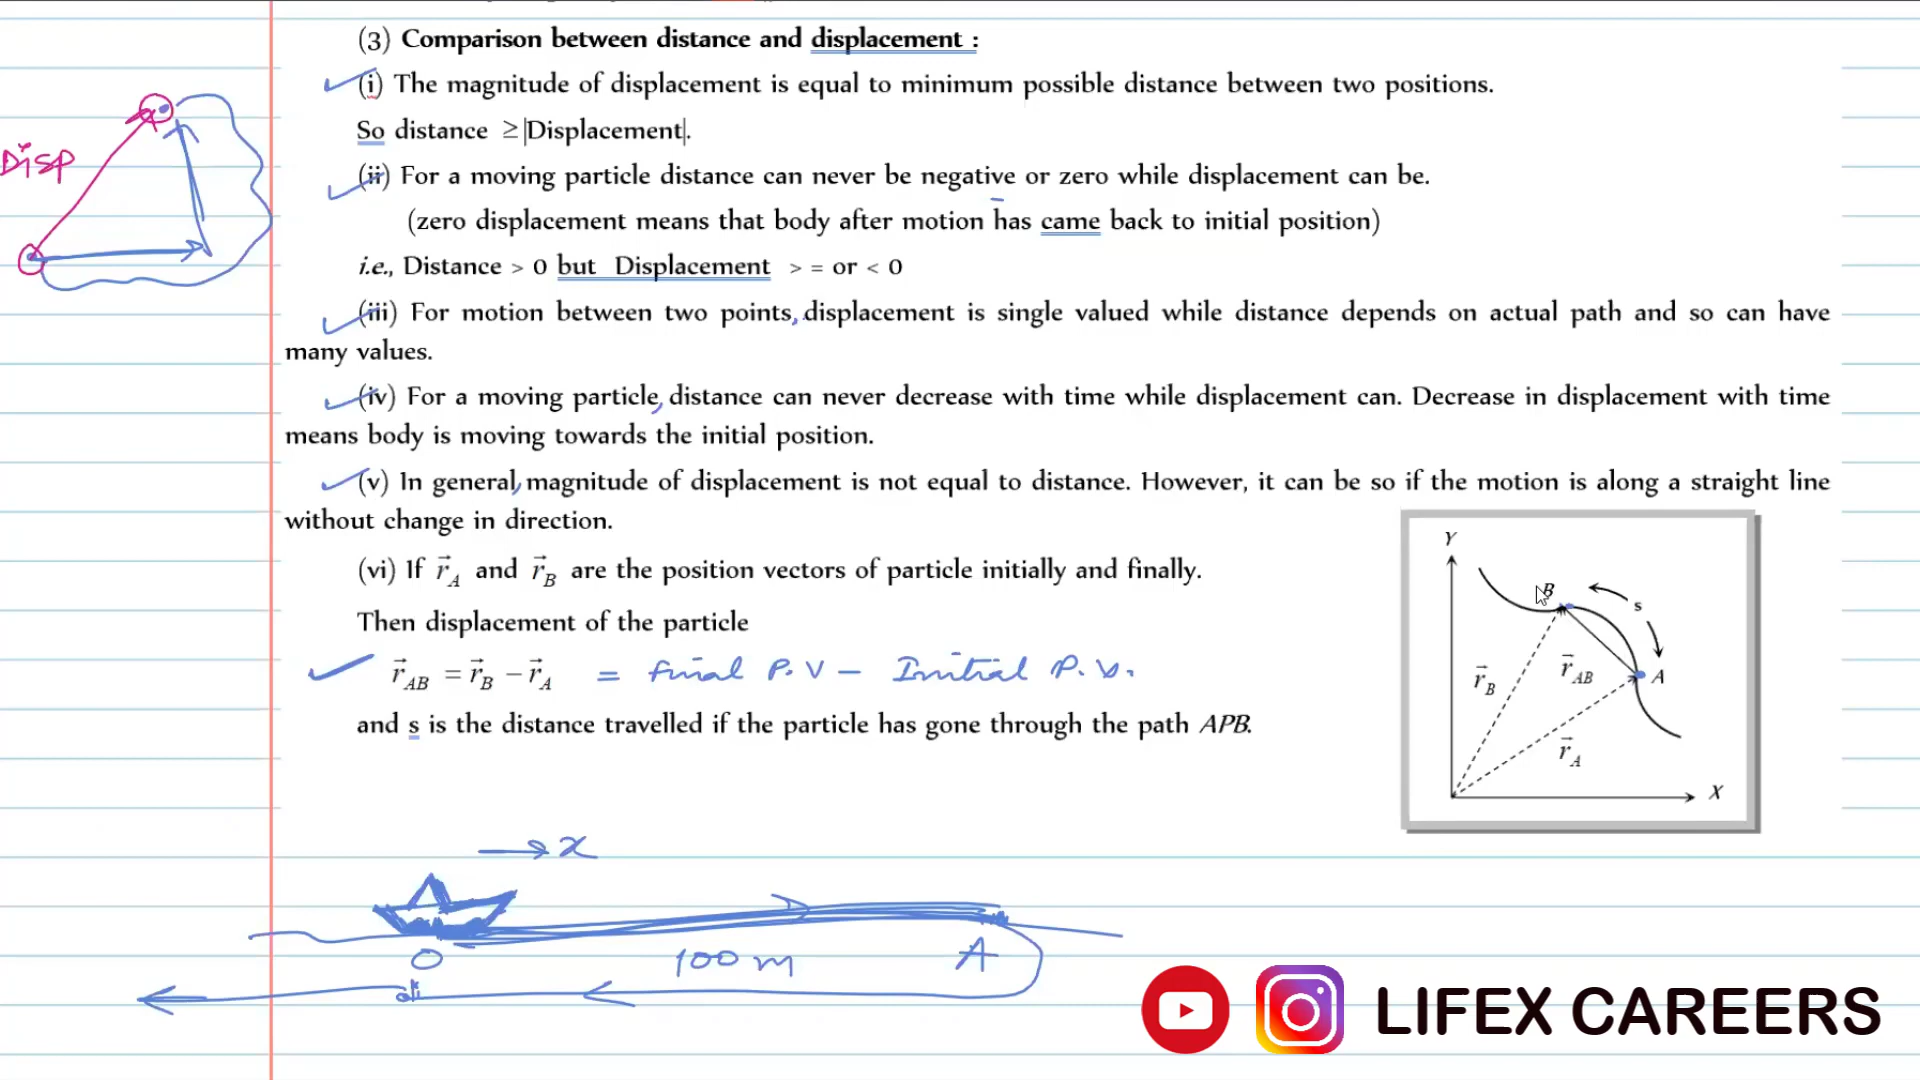 (3) Comparison between distance and displacement :
(i) The magnitude of displacement is equal to minimum possible distance between two positions.
So distance ≥|Displacement|.
(ii) For a moving particle distance can never be negative or zero while displacement can be.
(zero displacement means that body after motion has came back to initial position)
i.e., Distance > 0 but Displacement > = or < 0
(iii) For motion between two points, displacement is single valued while distance depends on actual path and so can have
many values.
(iv) For a moving particle, distance can never decrease with time while displacement can. Decrease in displacement with time
means body is moving towards the initial position.
(v) In general, magnitude of displacement is not equal to distance. However, it can be so if the motion is along a straight line
without change in direction.
(vi) If r⃗A and r⃗B are the position vectors of particle initially and finally.
Then displacement of the particle
r⃗AB = r⃗B − r⃗A = Final P.V − Initial P.V.
and s is the distance travelled if the particle has gone through the path APB.
DISP
Y
B
s
r⃗B
r⃗AB
A
r⃗A
X
x
O
100 m
A
LIFEX CAREERS